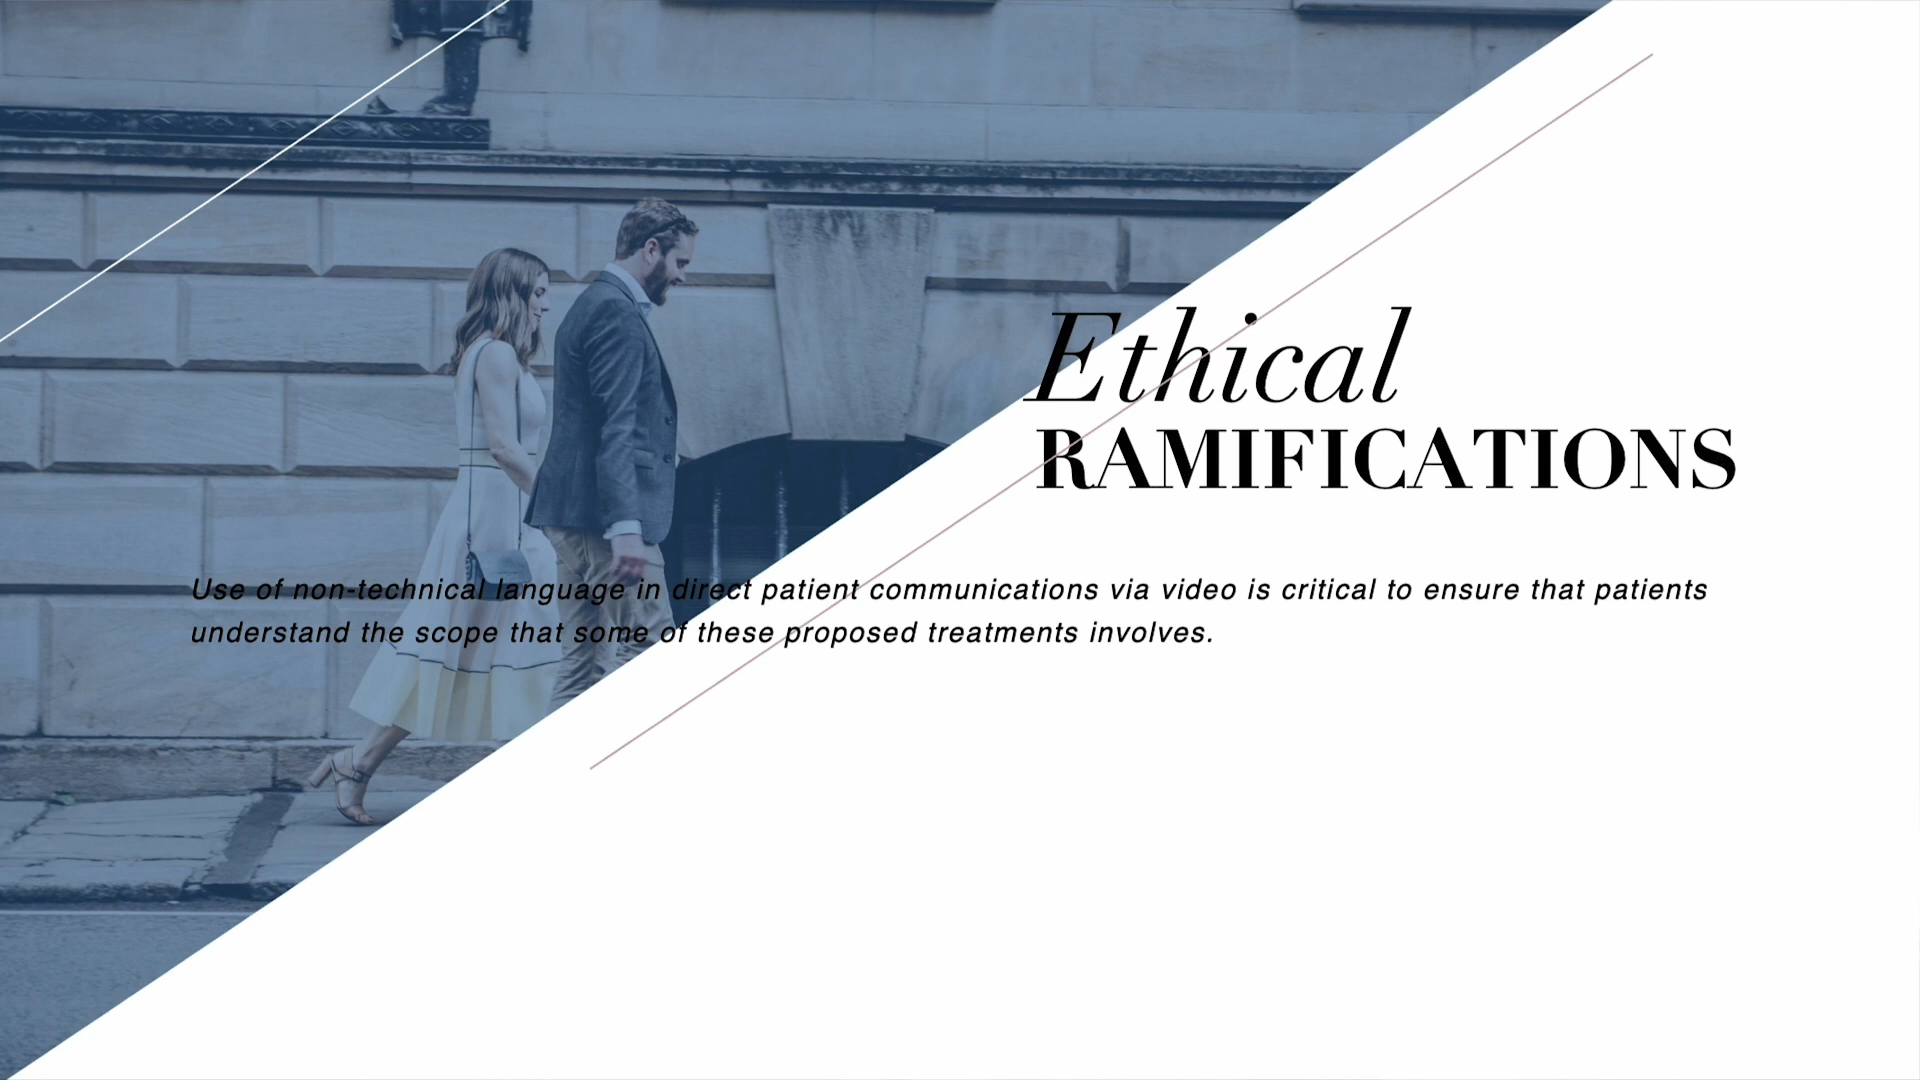 Ethical
RAMIFICATIONS
Use of non-technical language in direct patient communications via video is critical to ensure that patients
understand the scope that some of these proposed treatments involves.